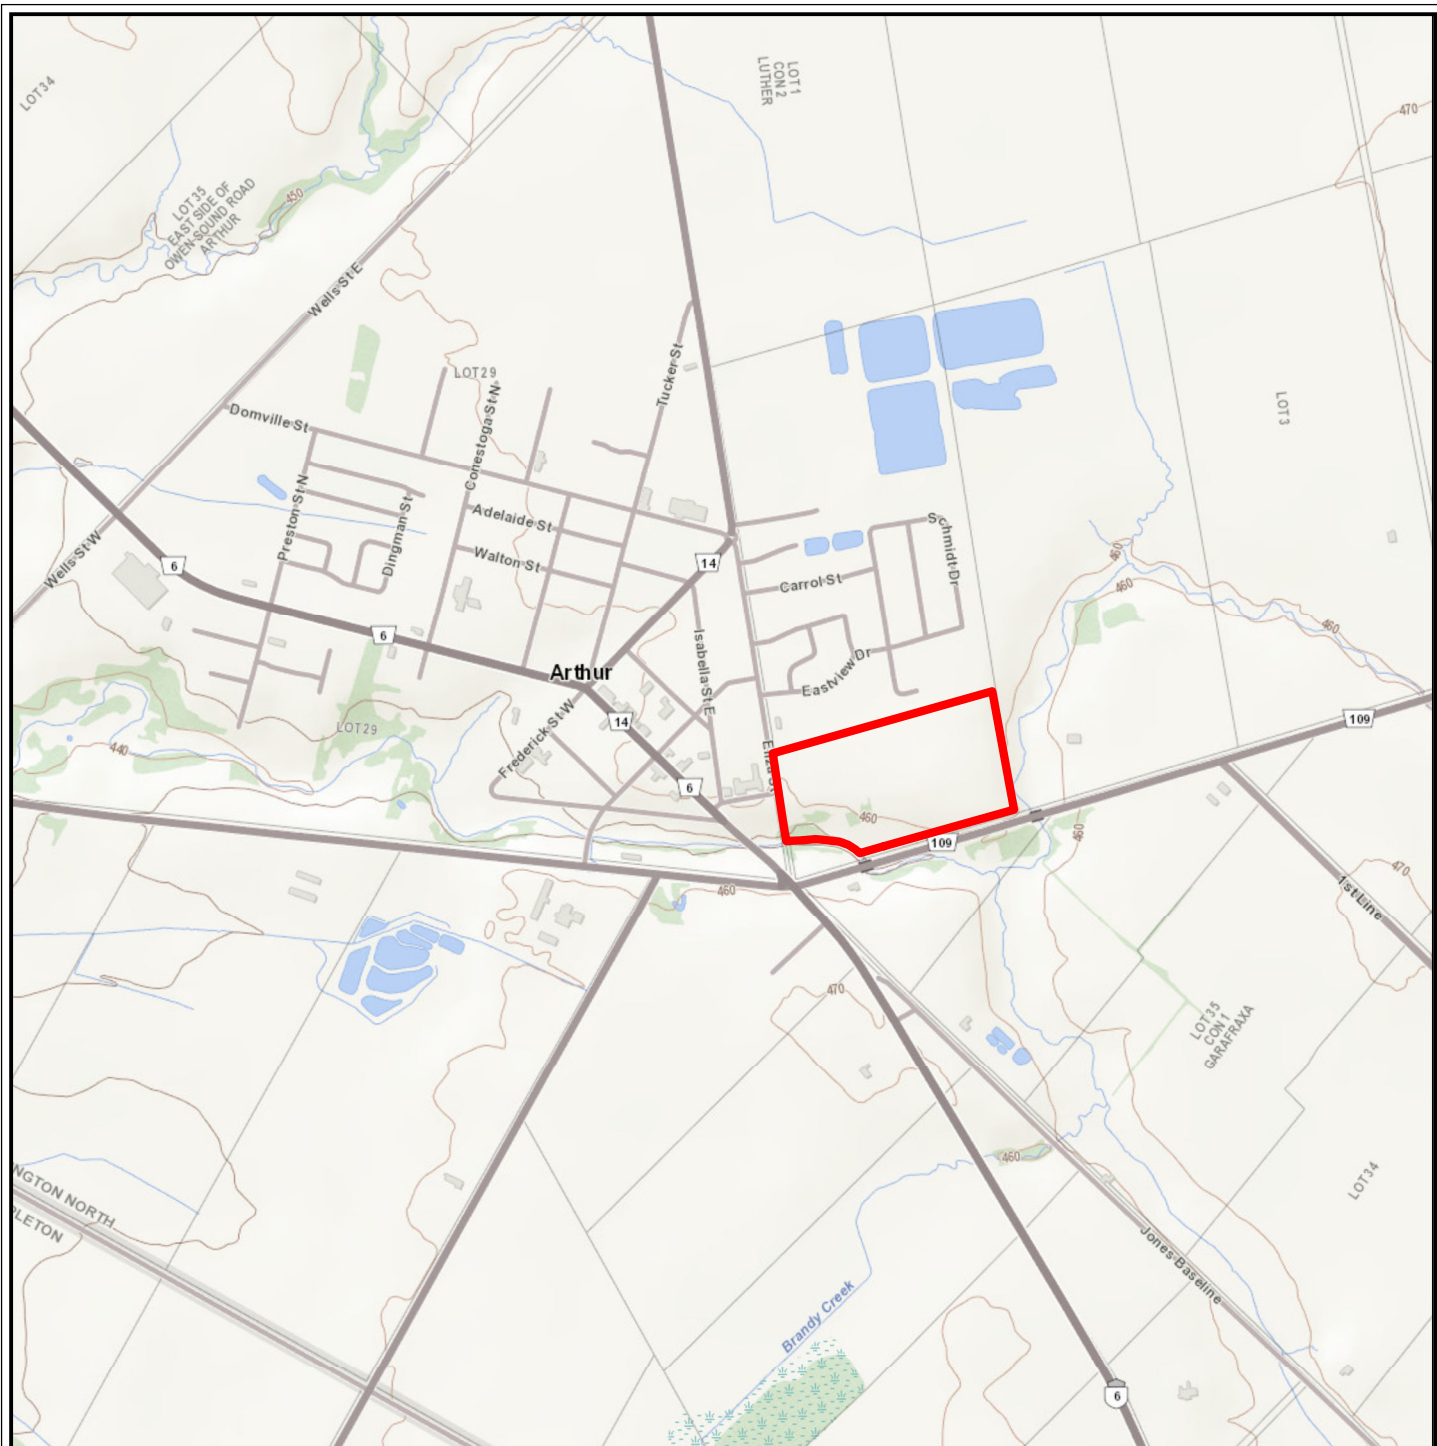 LOT34
LOT 1
CON 2
LUTHER
470
LOT35
EAST SIDE OF
OWEN SOUND ROAD
ARTHUR
450
Wells St E
Tucker St
LOT29
Conestoga St N
Domville St
LOT3
Preston St N
Dingman St
Adelaide St
Walton St
Schmidt Dr
Wells St W
6
14
Carrol St
460
460
460
6
Isabella St E
Arthur
Eastview Dr
14
Frederick St W
LOT29
440
109
Eliza St
6
460
109
460
460
470
1st Line
470
LOT35
CON 1
GARAFRAXA
460
LOT34
NGTON NORTH
PLETON
Jones Baseline
Brandy Creek
6